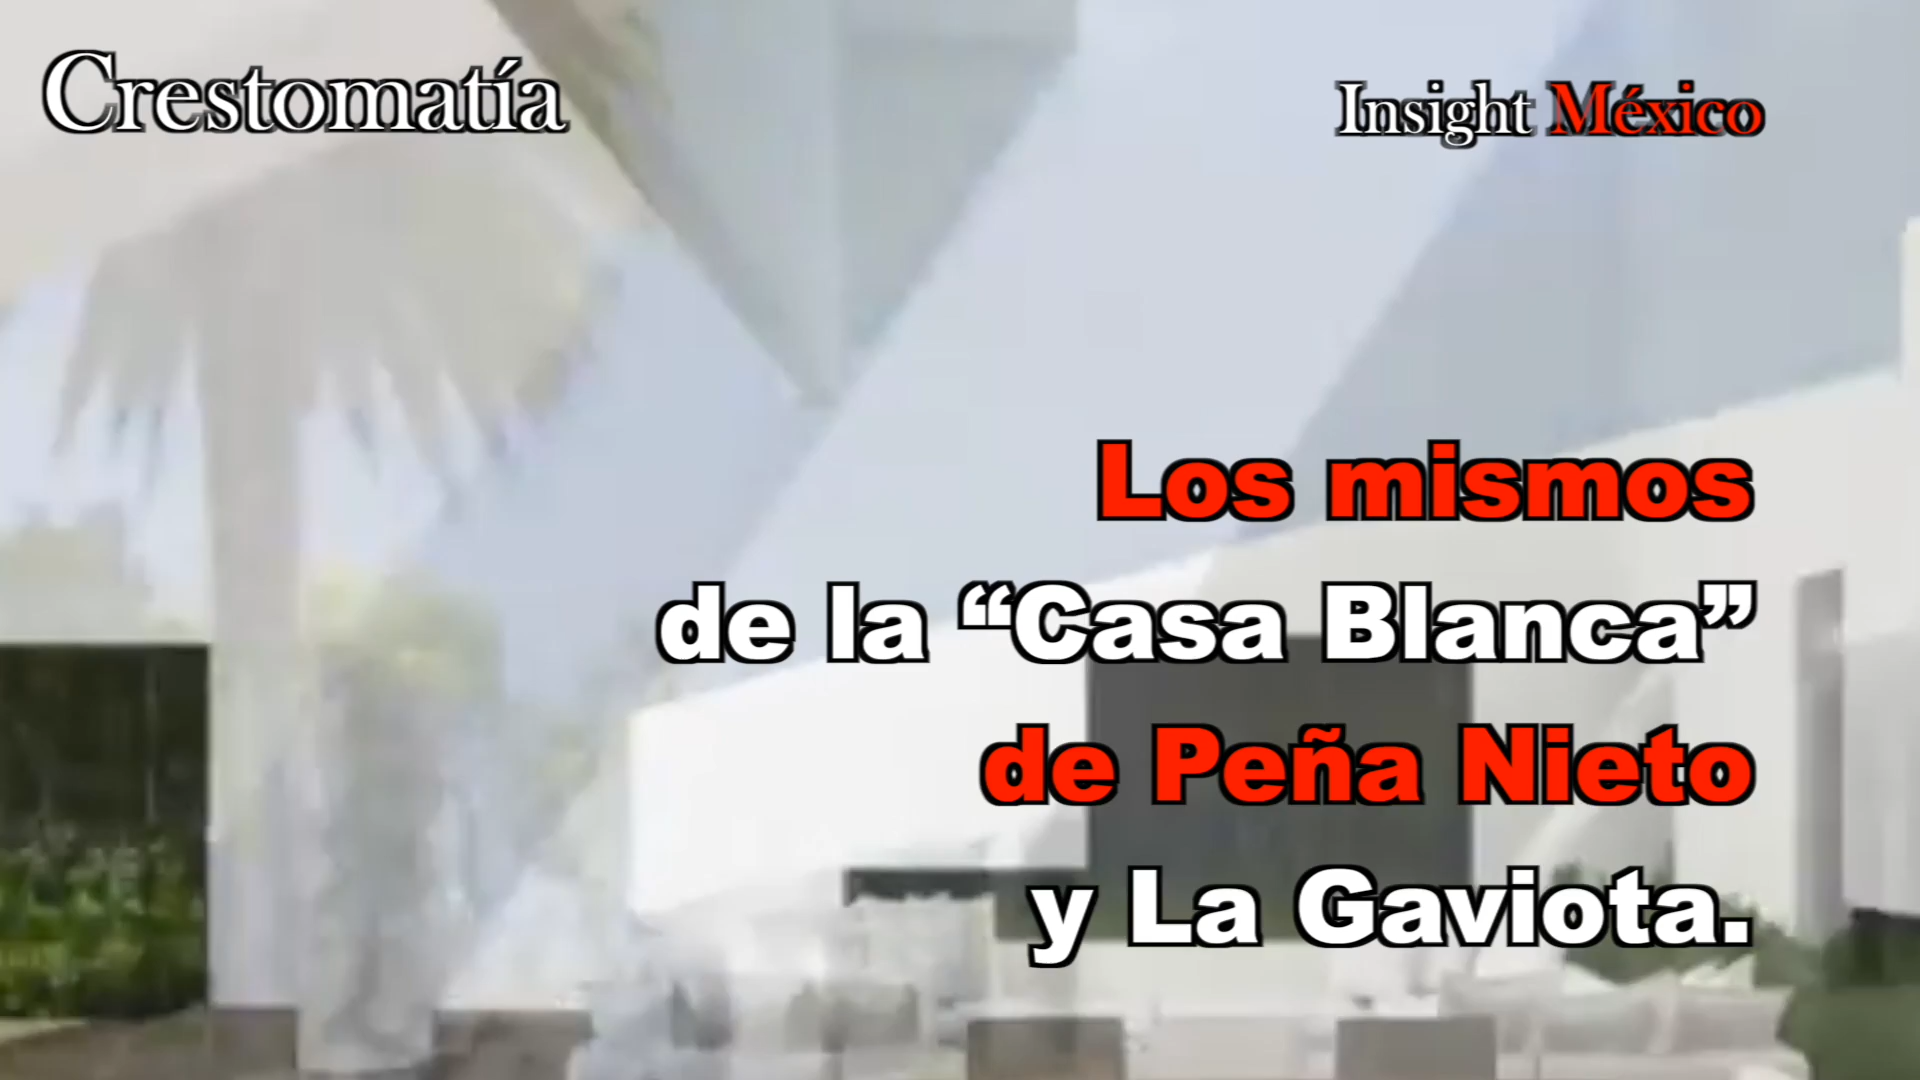 Crestomatía
Insight México
Los mismos
de la “Casa Blanca”
de Peña Nieto
y La Gaviota.